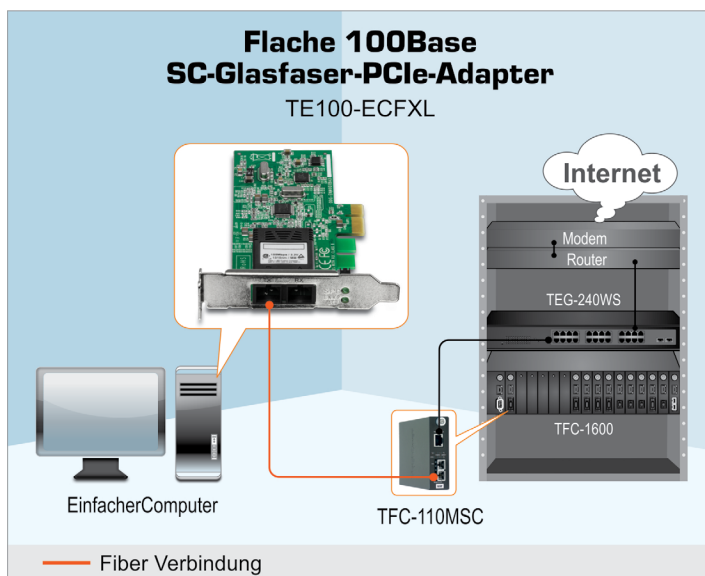 Flache 100Base
SC-Glasfaser-PCIe-Adapter
TE100-ECFXL
Internet
Modem
Router
TEG-240WS
TFC-1600
EinfacherComputer
TFC-110MSC
Fiber Verbindung